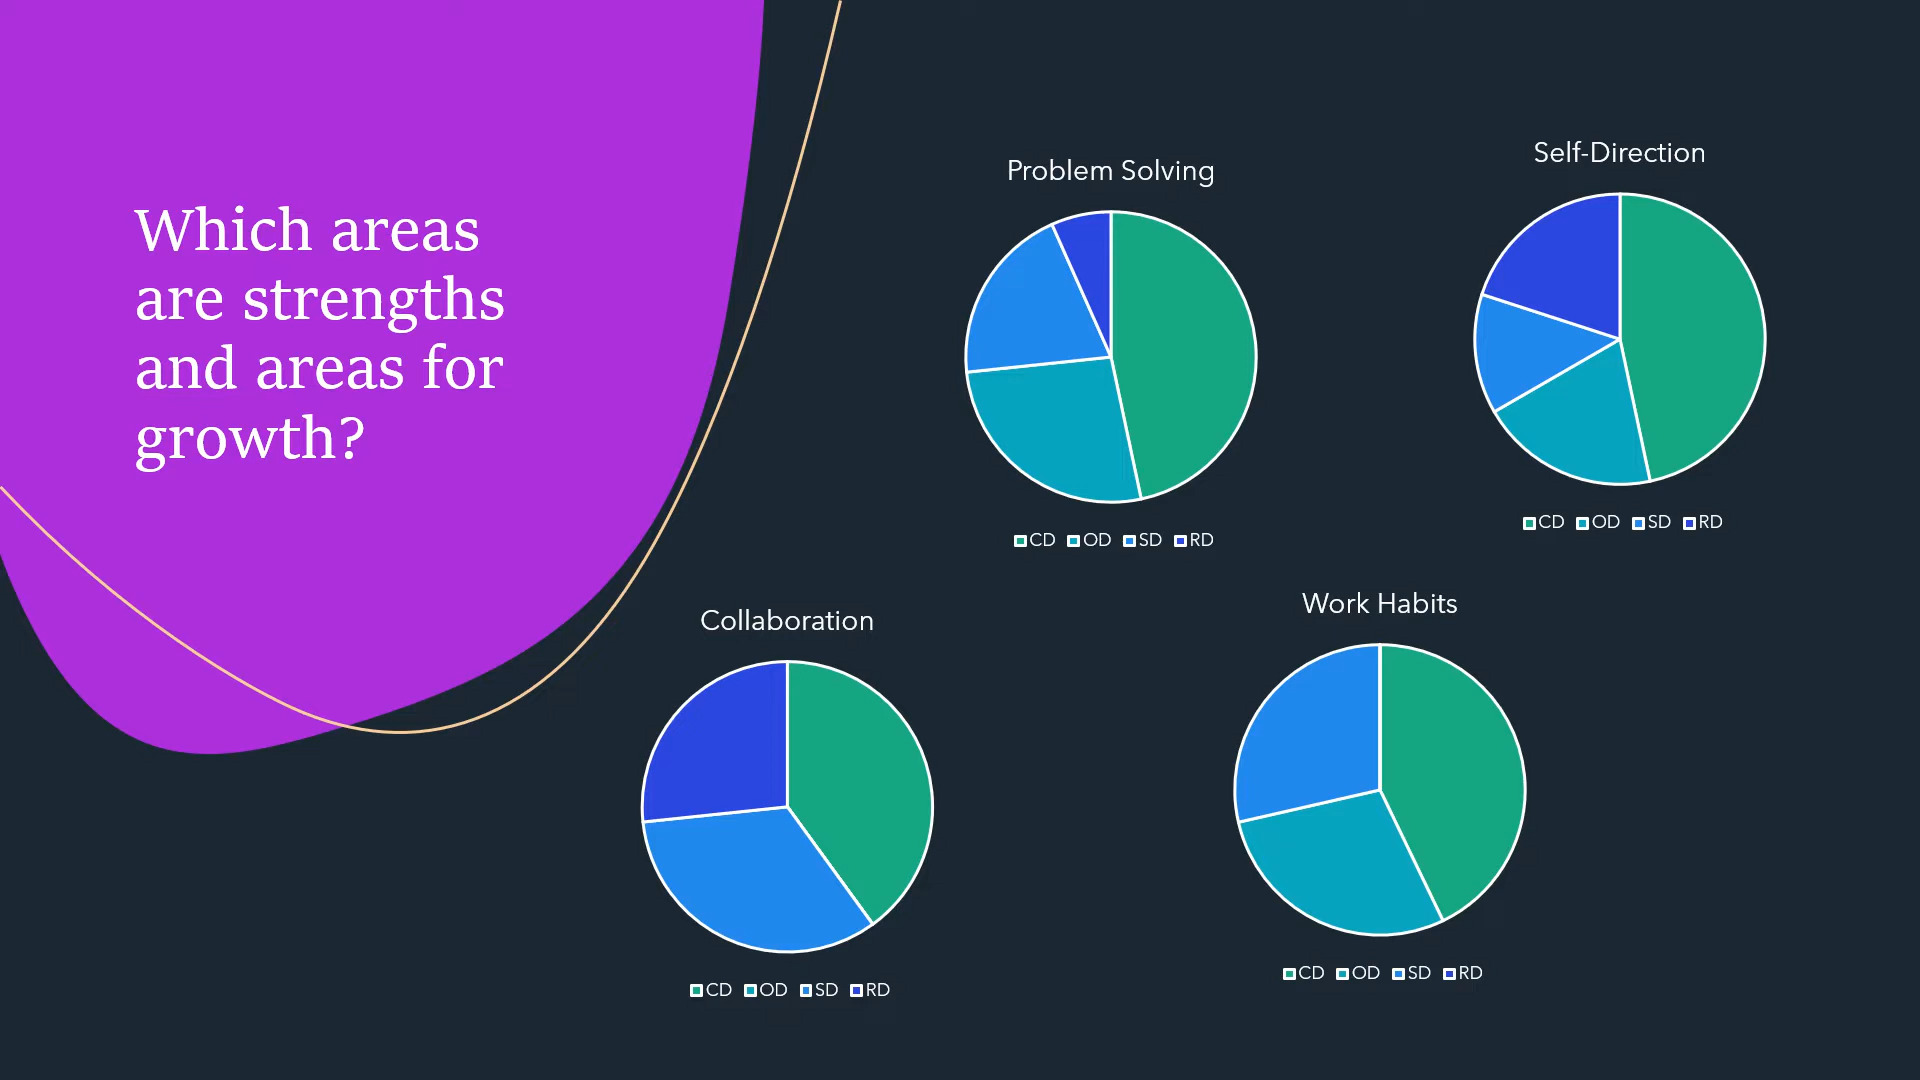 Which areas
are strengths
and areas for
growth?
Problem Solving
CD OD SD RD
Self-Direction
CD OD SD RD
Collaboration
CD OD SD RD
Work Habits
CD OD SD RD